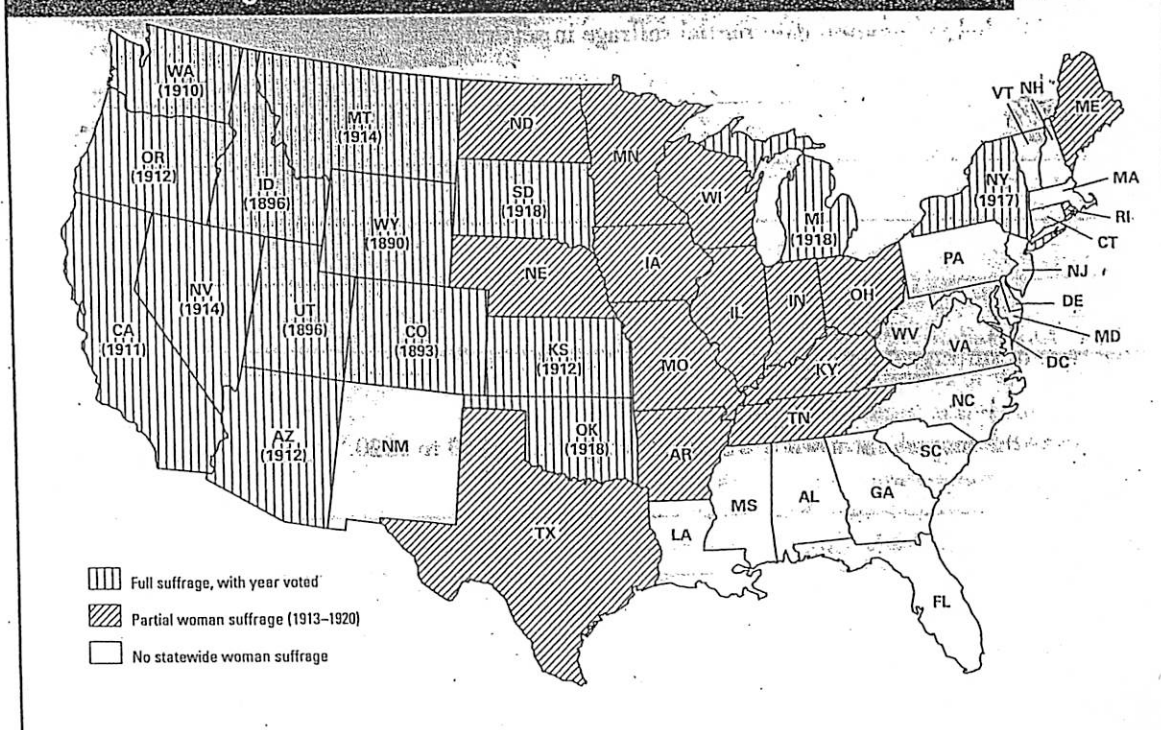 WA
(1910)
MT
(1914)
ND
MN
VT NH
ME
OR
(1912)
ID
(1896)
SD
(1918)
WI
MI
(1918)
NY
(1917)
MA
RI
CT
WY
(1890)
NE
IA
PA
NJ
NV
(1914)
UT
(1896)
IL
IN
OH
DE
MD
CA
(1911)
CO
(1893)
KS
(1912)
MO
WV
VA
DC
KY
AZ
(1912)
NM
OK
(1918)
AR
TN
NC
SC
TX
LA
MS
AL
GA
FL
Full suffrage, with year voted
Partial woman suffrage (1913–1920)
No statewide woman suffrage